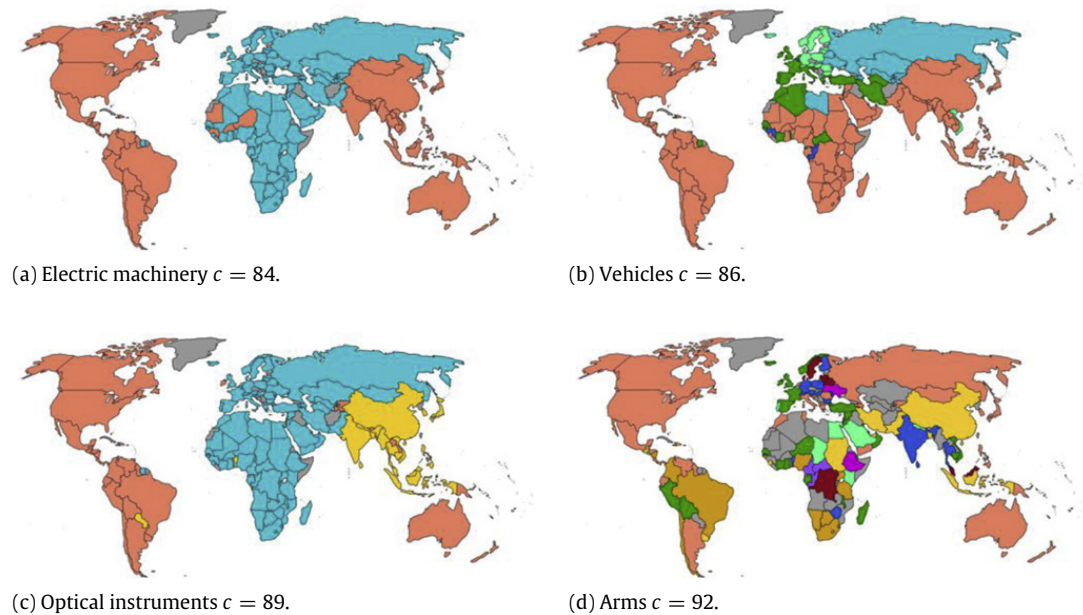 (a) Electric machinery c = 84.
(b) Vehicles c = 86.
(c) Optical instruments c = 89.
(d) Arms c = 92.